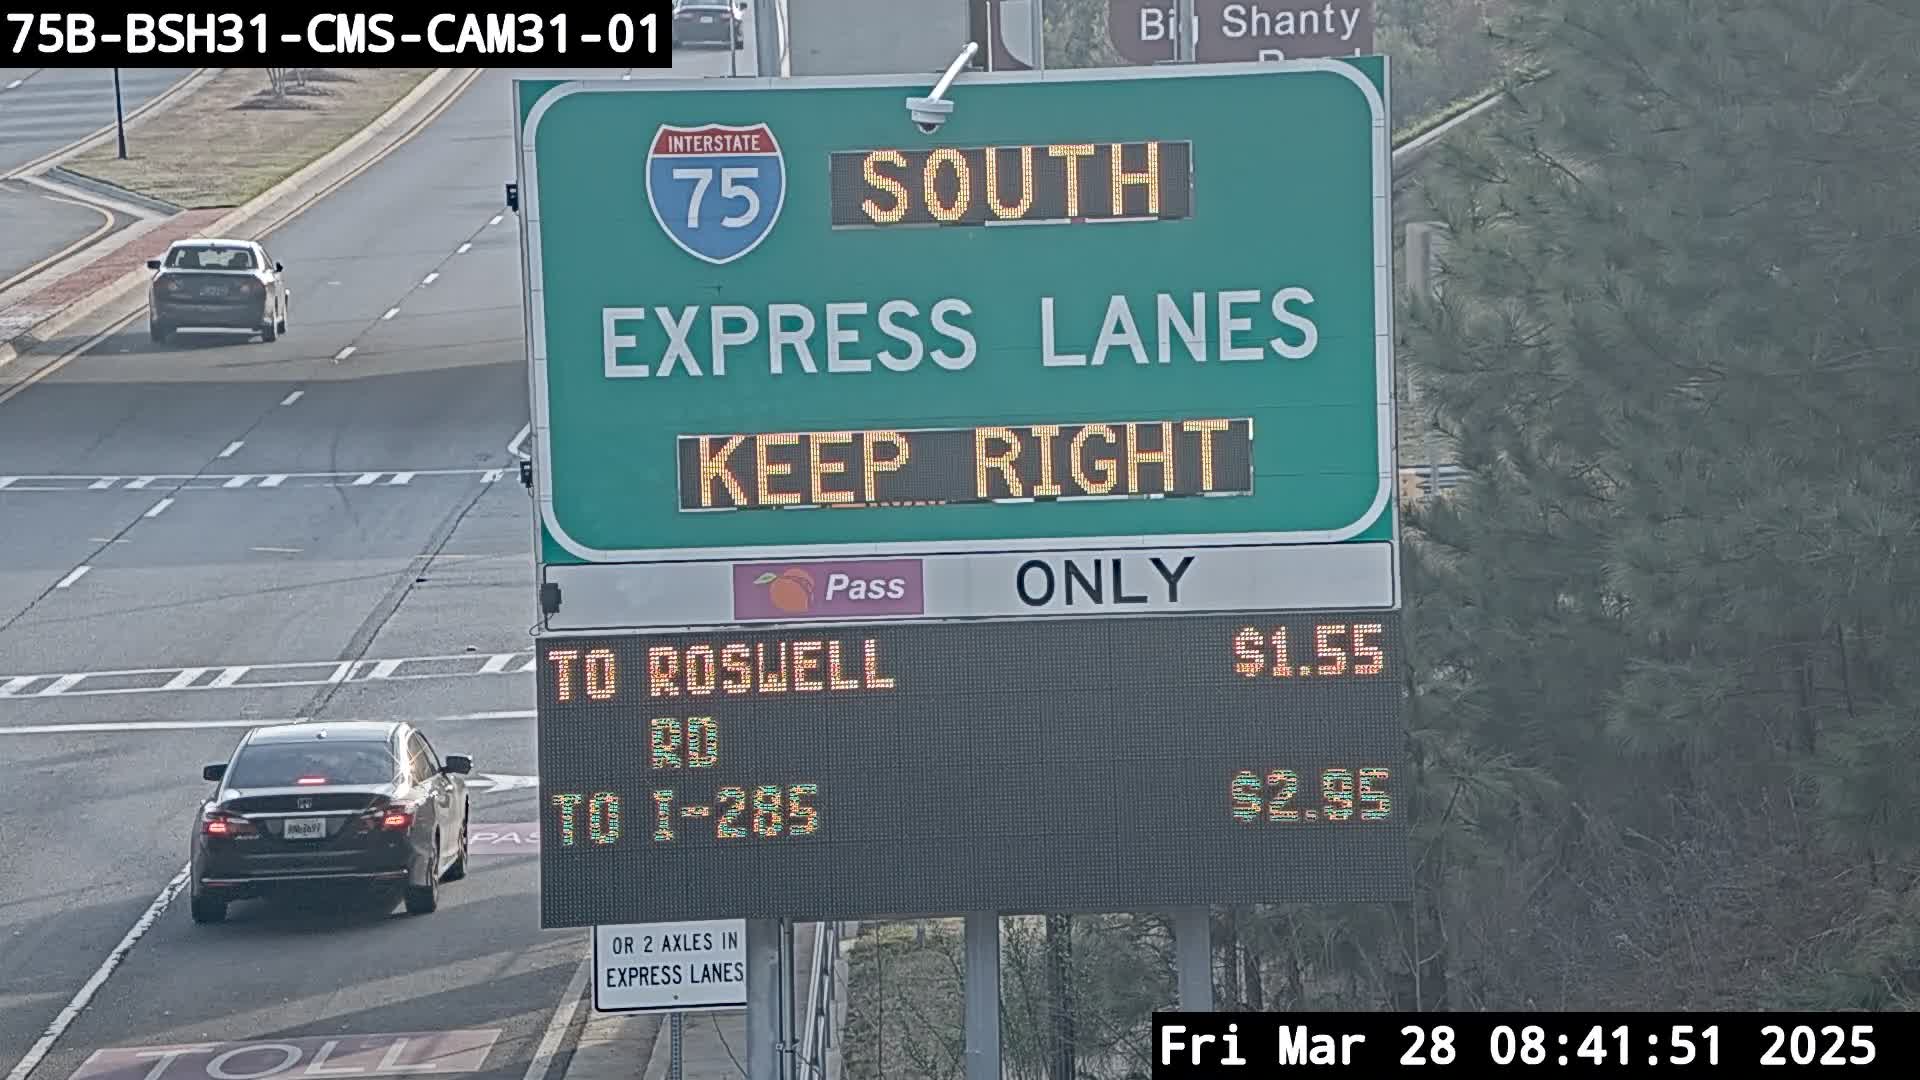 75B-BSH31-CMS-CAM31-01
Big Shanty
INTERSTATE
75
SOUTH
EXPRESS LANES
KEEP RIGHT
Pass ONLY
TO ROSWELL $1.55
RD
TO I-285 $2.95
PAS
OR 2 AXLES IN
EXPRESS LANES
TOLL
Fri Mar 28 08:41:51 2025